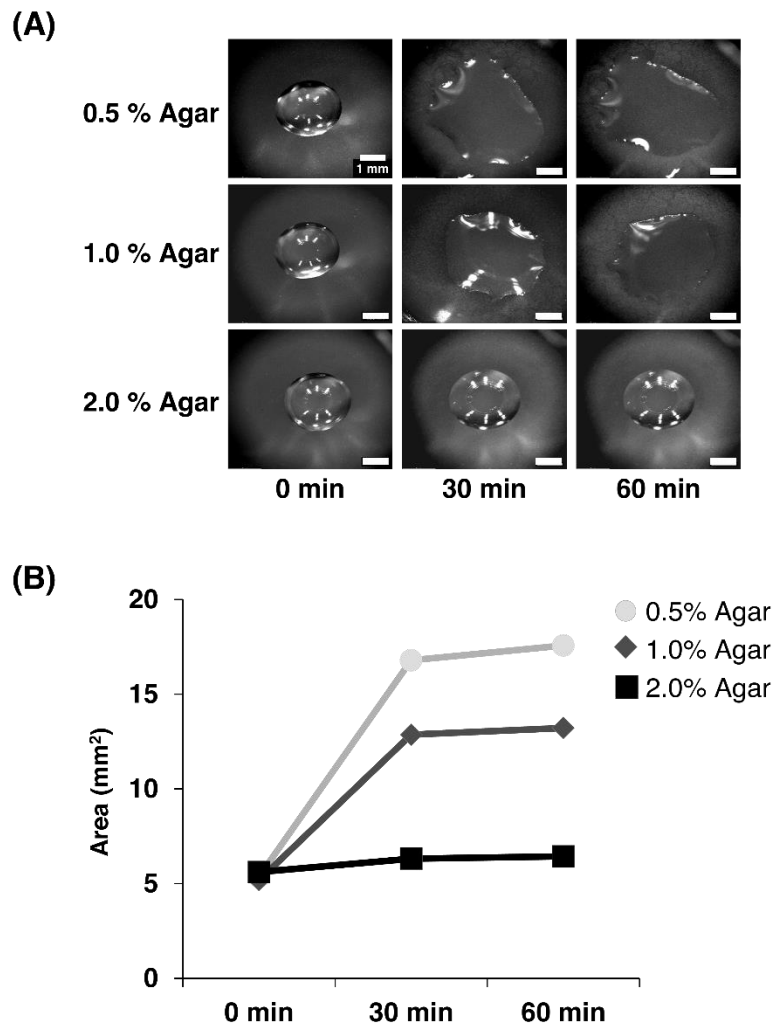 (A)
0.5 % Agar
1 mm
1.0 % Agar
2.0 % Agar
0 min
30 min
60 min
(B)
20
15
10
5
0
Area (mm²)
0 min
30 min
60 min
0.5% Agar
1.0% Agar
2.0% Agar